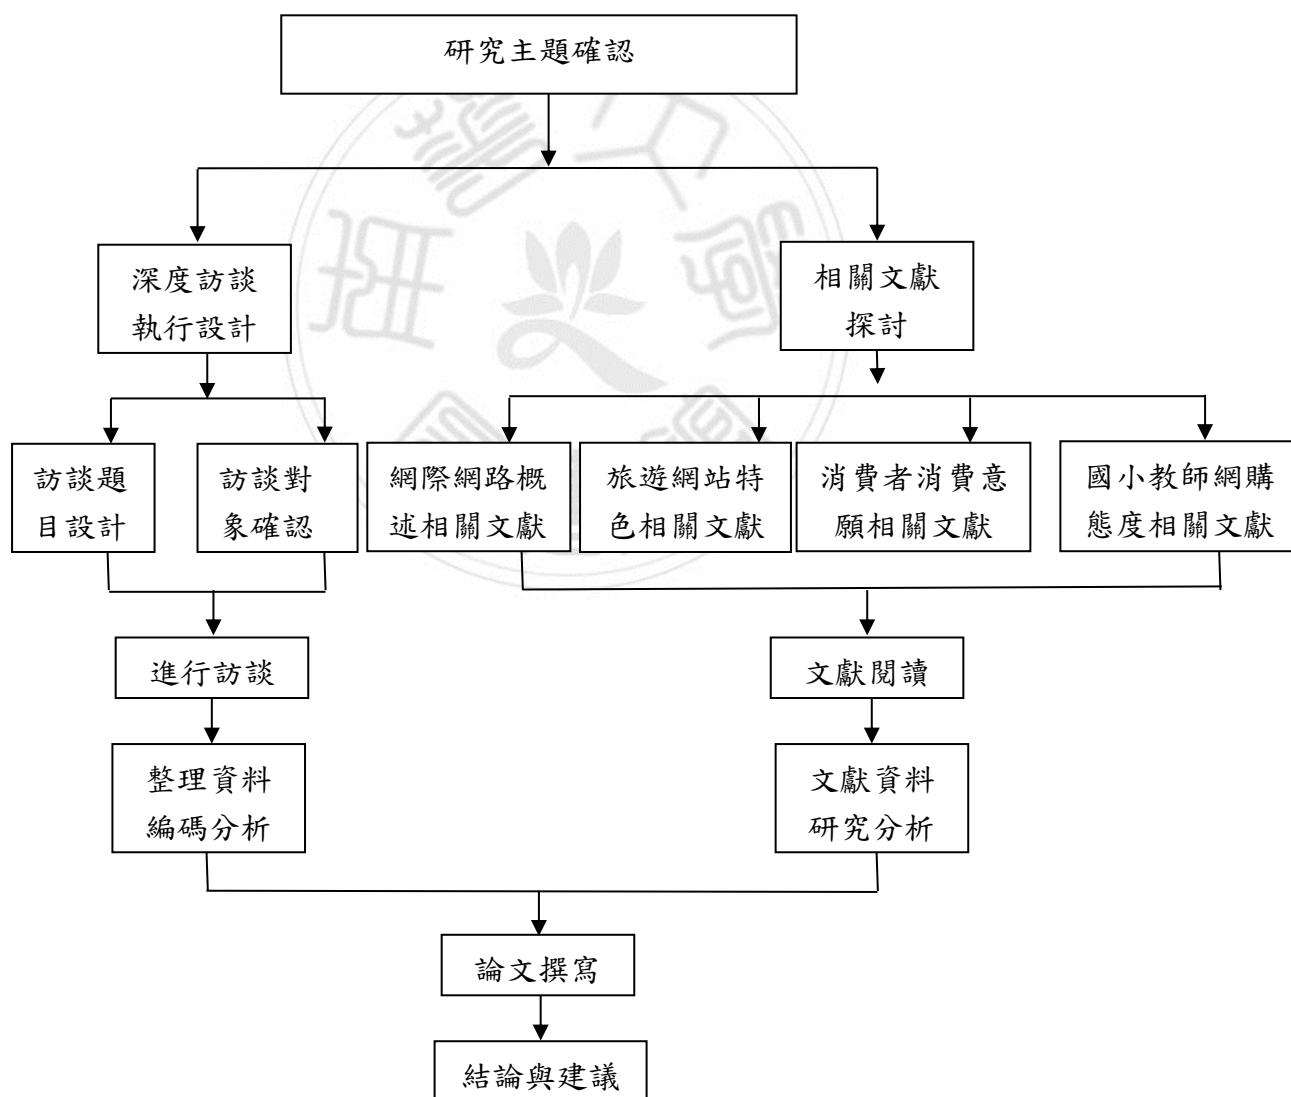 研究主題確認
深度訪談
執行設計
相關文獻
探討
訪談題
目設計
訪談對
象確認
網際網路概
述相關文獻
旅遊網站特
色相關文獻
消費者消費意
願相關文獻
國小教師網購
態度相關文獻
進行訪談
文獻閱讀
整理資料
編碼分析
文獻資料
研究分析
論文撰寫
結論與建議